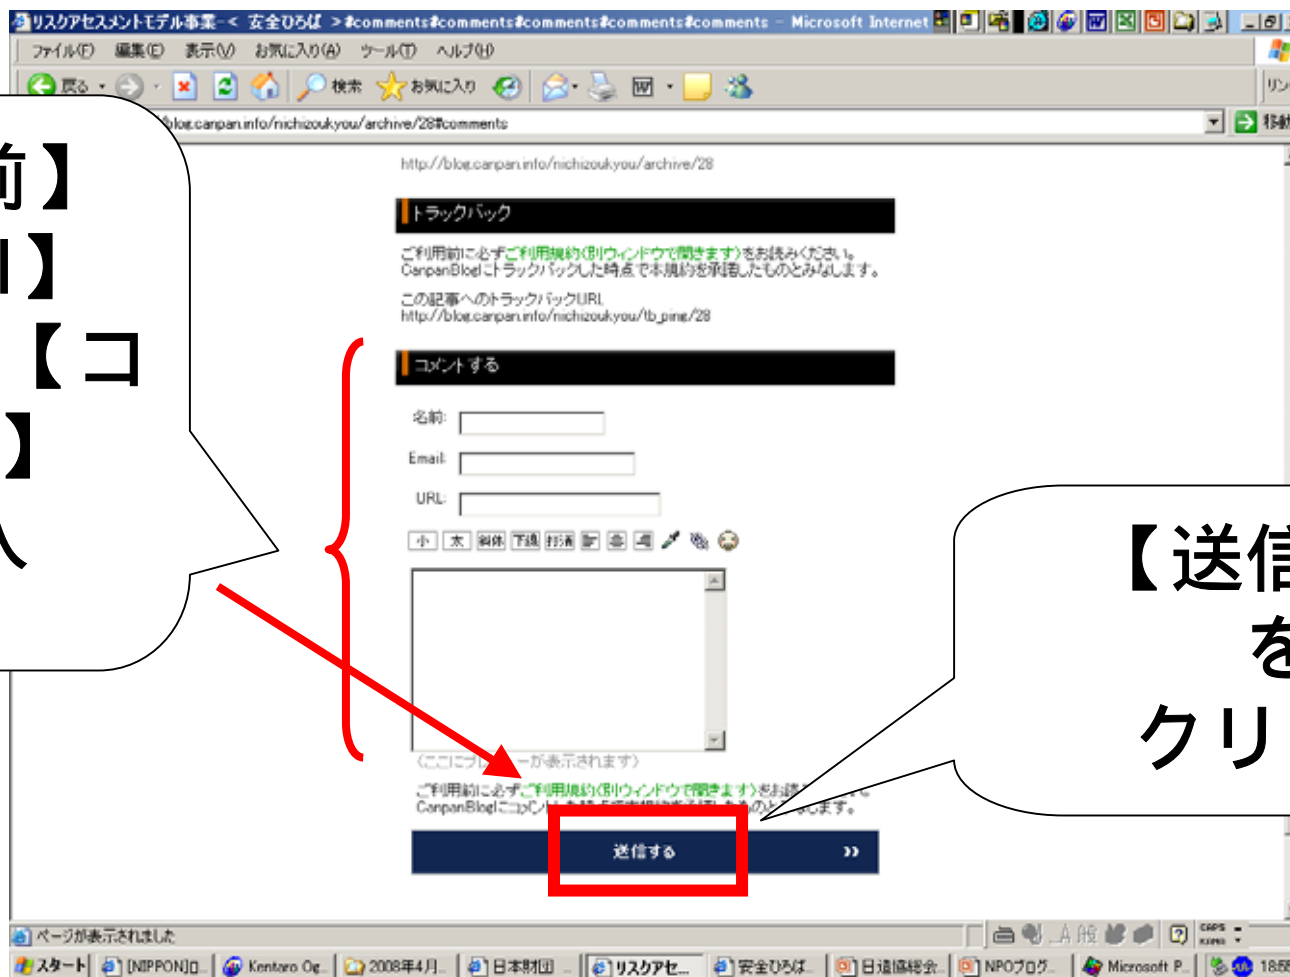 リスクアセスメントモデル事業-< 安全ひろば >#comments#comments#comments#comments#comments - Microsoft Internet
ファイル(F) 編集(E) 表示(V) お気に入り(A) ツール(T) ヘルプ(H)
戻る 検索 お気に入り
blog.canpan.info/nichizoukyou/archive/28#comments
移動
http://blog.canpan.info/nichizoukyou/archive/28
トラックバック
ご利用前に必ずご利用規約(別ウィンドウで開きます)をお読みください。
CanpanBlogにトラックバックした時点で本規約を承諾したものとみなします。
この記事へのトラックバックURL
http://blog.canpan.info/nichizoukyou/tb_ping/28
前】
】
【コ
】
入
コメントする
名前:
Email:
URL:
小 太 斜体 下線 打消
【送信
を
クリ
ご利用前に必ずご利用規約(別ウィンドウで開きます)をお読
送信する »
ページが表示されました
CAPS
KANA
スタート [NIPPON]ロ... Kentaro Og... 2008年4月... 日本財団 ... リスクアセ... 安全ひろば... 日造協総会... NPOブログ... Microsoft P...